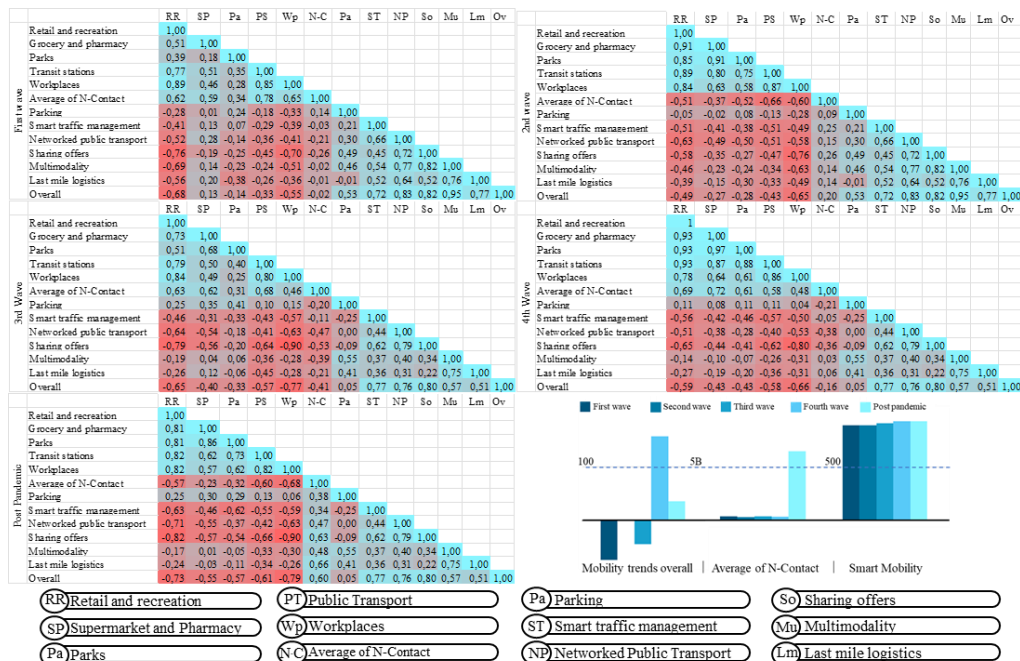 RR SP Pa PS Wp N-C Pa ST NP So Mu Lm Ov
First wave
Retail and recreation 1,00
Grocery and pharmacy 0,51 1,00
Parks 0,39 0,18 1,00
Transit stations 0,77 0,51 0,35 1,00
Workplaces 0,89 0,46 0,28 0,85 1,00
Average of N-Contact 0,62 0,59 0,34 0,78 0,65 1,00
Parking -0,28 0,01 0,24 -0,18 -0,33 0,14 1,00
Smart traffic management -0,41 0,13 0,07 -0,29 -0,39 -0,03 0,21 1,00
Networked public transport -0,52 0,28 -0,14 -0,36 -0,41 -0,21 0,30 0,66 1,00
Sharing offers -0,76 -0,19 -0,25 -0,45 -0,70 -0,26 0,49 0,45 0,72 1,00
Multimodality -0,69 0,14 -0,23 -0,24 -0,51 -0,02 0,46 0,54 0,77 0,82 1,00
Last mile logistics -0,56 0,20 -0,38 -0,26 -0,36 -0,02 -0,01 0,52 0,64 0,52 0,76 1,00
Overall -0,68 0,13 -0,14 -0,33 -0,55 -0,02 0,53 0,72 0,83 0,82 0,95 0,77 1,00
RR SP Pa PS Wp N-C Pa ST NP So Mu Lm Ov
2nd wave
Retail and recreation 1,00
Grocery and pharmacy 0,91 1,00
Parks 0,85 0,91 1,00
Transit stations 0,89 0,80 0,75 1,00
Workplaces 0,84 0,63 0,58 0,87 1,00
Average of N-Contact -0,51 -0,37 -0,52 -0,66 -0,60 1,00
Parking -0,05 -0,02 0,08 -0,13 -0,28 0,09 1,00
Smart traffic management -0,51 -0,41 -0,38 -0,51 -0,49 0,25 0,21 1,00
Networked public transport -0,63 -0,49 -0,50 -0,51 -0,58 0,15 0,30 0,66 1,00
Sharing offers -0,58 -0,35 -0,27 -0,47 -0,76 0,26 0,49 0,45 0,72 1,00
Multimodality -0,46 -0,23 -0,24 -0,34 -0,63 0,14 0,46 0,54 0,77 0,82 1,00
Last mile logistics -0,39 -0,15 -0,30 -0,33 -0,49 0,14 -0,01 0,52 0,64 0,52 0,76 1,00
Overall -0,49 -0,27 -0,28 -0,43 -0,65 0,20 0,53 0,72 0,83 0,82 0,95 0,77 1,00
RR SP Pa PS Wp N-C Pa ST NP So Mu Lm Ov
3rd Wave
Retail and recreation 1,00
Grocery and pharmacy 0,73 1,00
Parks 0,51 0,68 1,00
Transit stations 0,79 0,50 0,40 1,00
Workplaces 0,84 0,49 0,25 0,80 1,00
Average of N-Contact 0,63 0,62 0,31 0,68 0,46 1,00
Parking 0,25 0,35 0,41 0,10 0,15 -0,20 1,00
Smart traffic management -0,46 -0,31 -0,33 -0,43 -0,57 -0,11 -0,25 1,00
Networked public transport -0,64 -0,54 -0,18 -0,41 -0,63 -0,47 0,00 0,44 1,00
Sharing offers -0,79 -0,56 -0,20 -0,64 -0,90 -0,53 -0,09 0,62 0,79 1,00
Multimodality -0,19 0,04 0,06 -0,36 -0,28 -0,39 0,55 0,37 0,40 0,34 1,00
Last mile logistics -0,26 0,12 -0,06 -0,45 -0,28 -0,21 0,41 0,36 0,31 0,22 0,75 1,00
Overall -0,65 -0,40 -0,33 -0,57 -0,77 -0,41 0,05 0,77 0,76 0,80 0,57 0,51 1,00
RR SP Pa PS Wp N-C Pa ST NP So Mu Lm Ov
4th Wave
Retail and recreation 1
Grocery and pharmacy 0,93 1,00
Parks 0,93 0,97 1,00
Transit stations 0,93 0,87 0,88 1,00
Workplaces 0,78 0,64 0,61 0,86 1,00
Average of N-Contact 0,69 0,72 0,61 0,58 0,48 1,00
Parking 0,11 0,08 0,11 0,11 0,04 -0,21 1,00
Smart traffic management -0,56 -0,42 -0,46 -0,57 -0,50 -0,05 -0,25 1,00
Networked public transport -0,51 -0,38 -0,28 -0,40 -0,53 -0,38 0,00 0,44 1,00
Sharing offers -0,65 -0,44 -0,41 -0,62 -0,80 -0,36 -0,09 0,62 0,79 1,00
Multimodality -0,14 -0,10 -0,07 -0,26 -0,31 0,03 0,55 0,37 0,40 0,34 1,00
Last mile logistics -0,27 -0,19 -0,20 -0,36 -0,31 0,06 0,41 0,36 0,31 0,22 0,75 1,00
Overall -0,59 -0,43 -0,43 -0,58 -0,66 -0,16 0,05 0,77 0,76 0,80 0,57 0,51 1,00
RR SP Pa PS Wp N-C Pa ST NP So Mu Lm Ov
Post Pandemic
Retail and recreation 1,00
Grocery and pharmacy 0,81 1,00
Parks 0,81 0,86 1,00
Transit stations 0,82 0,62 0,73 1,00
Workplaces 0,82 0,57 0,62 0,82 1,00
Average of N-Contact -0,57 -0,23 -0,32 -0,60 -0,68 1,00
Parking 0,25 0,30 0,29 0,13 0,06 0,38 1,00
Smart traffic management -0,63 -0,46 -0,62 -0,55 -0,59 0,34 -0,25 1,00
Networked public transport -0,71 -0,55 -0,37 -0,42 -0,63 0,47 0,00 0,44 1,00
Sharing offers -0,82 -0,57 -0,54 -0,66 -0,90 0,63 -0,09 0,62 0,79 1,00
Multimodality -0,17 0,01 -0,05 -0,33 -0,30 0,48 0,55 0,37 0,40 0,34 1,00
Last mile logistics -0,24 -0,03 -0,11 -0,34 -0,26 0,66 0,41 0,36 0,31 0,22 0,75 1,00
Overall -0,73 -0,55 -0,57 -0,61 -0,79 0,60 0,05 0,77 0,76 0,80 0,57 0,51 1,00
First wave Second wave Third wave Fourth wave Post pandemic
100 5B 500
Mobility trends overall | Average of N-Contact | Smart Mobility
RR Retail and recreation
PT Public Transport
Pa Parking
So Sharing offers
SP Supermarket and Pharmacy
Wp Workplaces
ST Smart traffic management
Mu Multimodality
Pa Parks
N-C Average of N-Contact
NP Networked Public Transport
Lm Last mile logistics